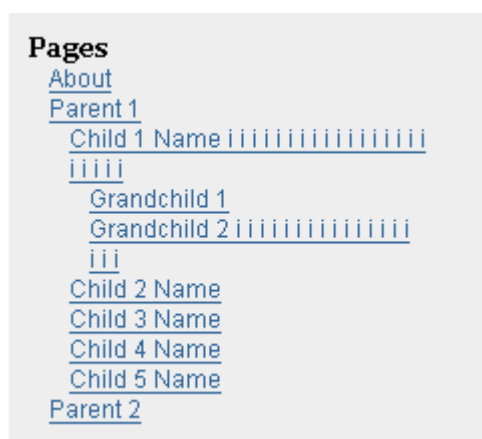 Pages
About
Parent 1
Child 1 Name i i i i i i i i i i i i i i i i i
i i i i i
Grandchild 1
Grandchild 2 i i i i i i i i i i i i i i i
i i i
Child 2 Name
Child 3 Name
Child 4 Name
Child 5 Name
Parent 2